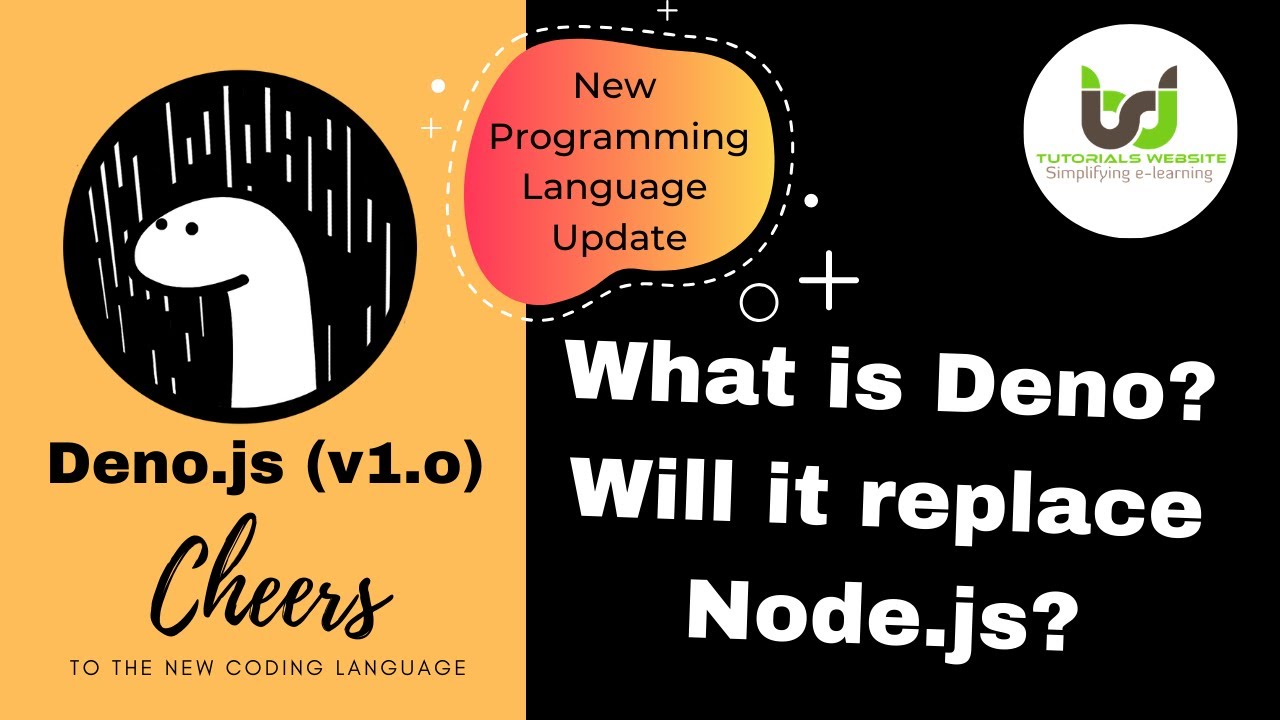 New
Programming
Language
Update
TUTORIALS WEBSITE
Simplifying e-learning
Deno.js (v1.o)
Cheers
TO THE NEW CODING LANGUAGE
What is Deno?
Will it replace
Node.js?